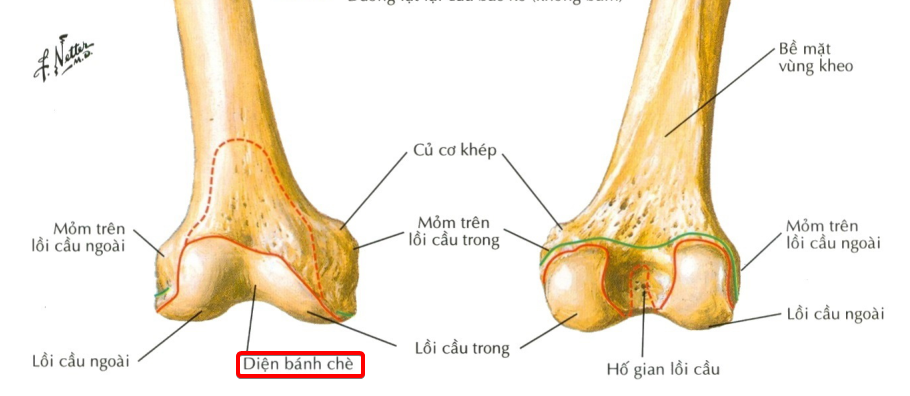 F. Netter
M.D.
Bề mặt
vùng kheo
Củ cơ khép
Mỏm trên
lồi cầu ngoài
Mỏm trên
lồi cầu trong
Mỏm trên
lồi cầu ngoài
Lồi cầu ngoài
Lồi cầu ngoài
Diện bánh chè
Lồi cầu trong
Hố gian lồi cầu